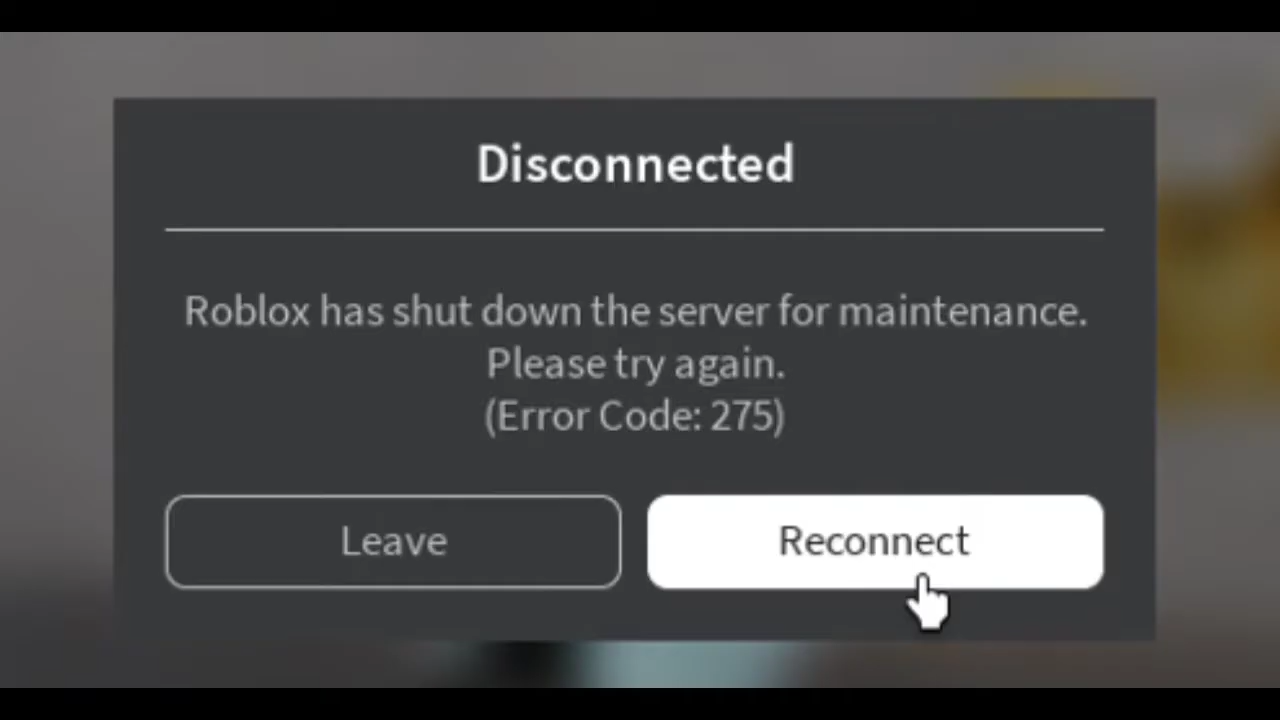 Disconnected
Roblox has shut down the server for maintenance.
Please try again.
(Error Code: 275)
Leave
Reconnect